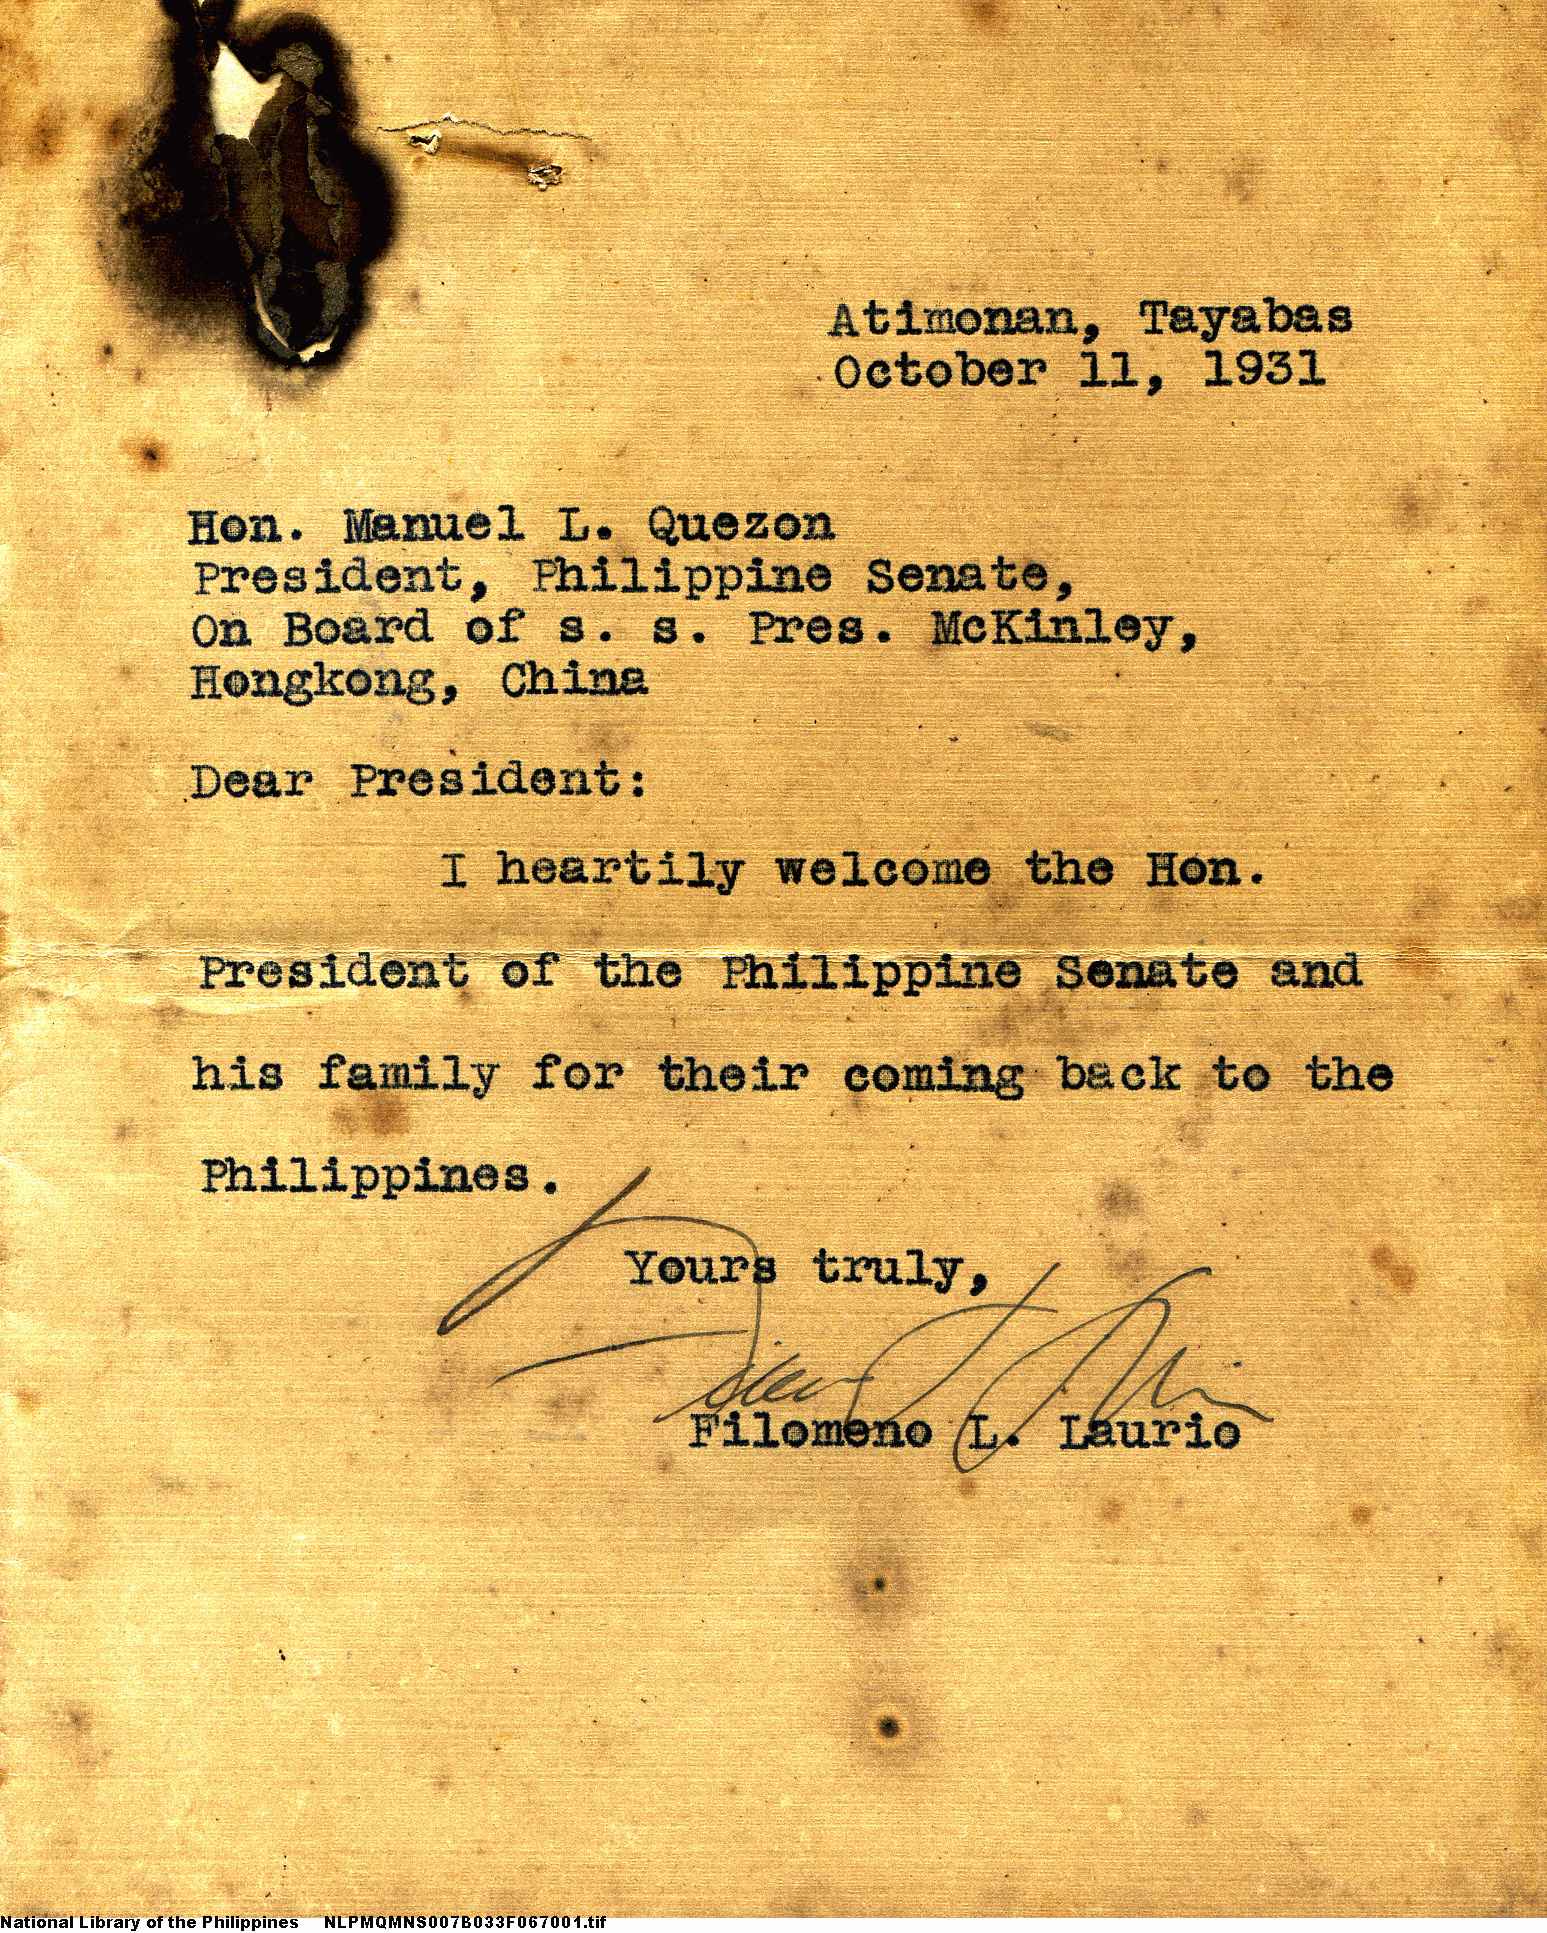 Atimonan, Tayabas
October 11, 1931
Hon. Manuel L. Quezon
President, Philippine Senate,
On Board of s. s. Pres. McKinley,
Hongkong, China
Dear President:
I heartily welcome the Hon.
President of the Philippine Senate and
his family for their coming back to the
Philippines.
Yours truly,
Filomeno L. Laurio
National Library of the Philippines NLPMQMNS007B033F067001.tif